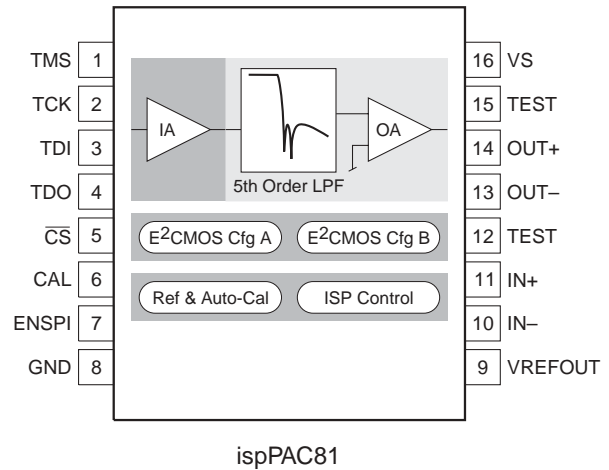 TMS 1
TCK 2
TDI 3
TDO 4
CS 5
CAL 6
ENSPI 7
GND 8
16 VS
15 TEST
14 OUT+
13 OUT–
12 TEST
11 IN+
10 IN–
9 VREFOUT
IA
OA
5th Order LPF
E2CMOS Cfg A
E2CMOS Cfg B
Ref & Auto-Cal
ISP Control
ispPAC81